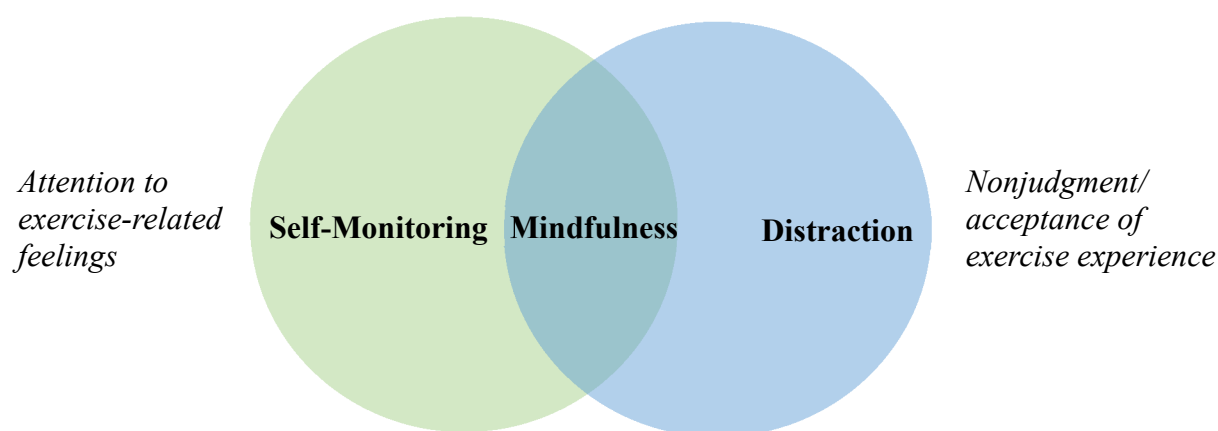 Attention to
exercise-related
feelings
Self-Monitoring
Mindfulness
Distraction
Nonjudgment/
acceptance of
exercise experience